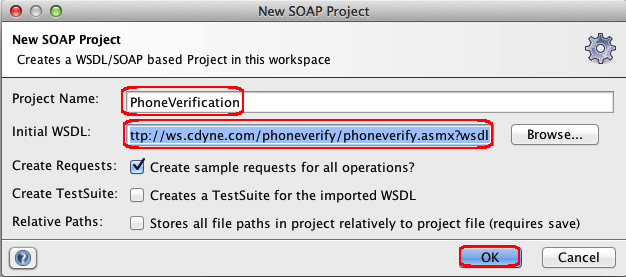 New SOAP Project
New SOAP Project
Creates a WSDL/SOAP based Project in this workspace
Project Name: PhoneVerification
Initial WSDL: ttp://ws.cdyne.com/phoneverify/phoneverify.asmx?wsdl Browse...
Create Requests: Create sample requests for all operations?
Create TestSuite: Creates a TestSuite for the imported WSDL
Relative Paths: Stores all file paths in project relatively to project file (requires save)
? OK Cancel